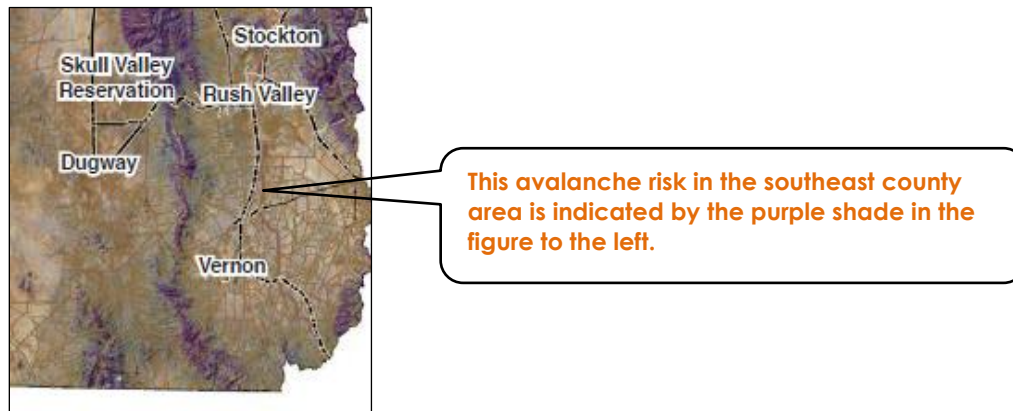 Stockton
Skull Valley
Reservation
Rush Valley
Dugway
Vernon
This avalanche risk in the southeast county
area is indicated by the purple shade in the
figure to the left.